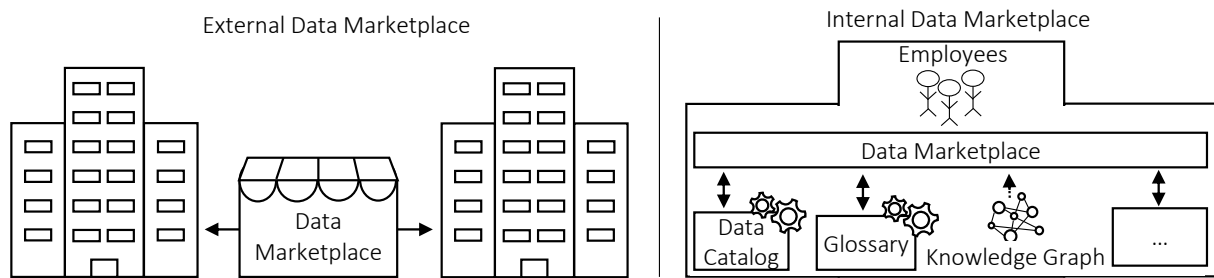 External Data Marketplace
Data
Marketplace
Internal Data Marketplace
Employees
Data Marketplace
Data
Catalog
Glossary
Knowledge Graph
...